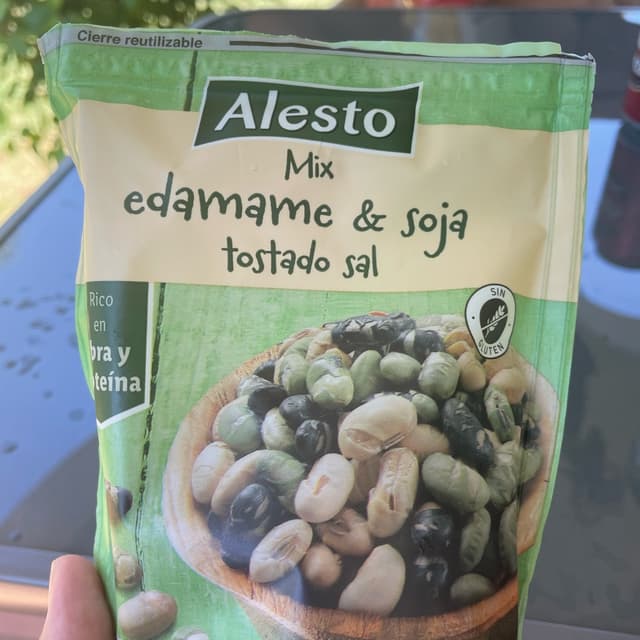 Cierre reutilizable
Alesto
Mix
edamame & soja
tostado sal
Rico
en
bra y
teína
SIN
GLUTEN